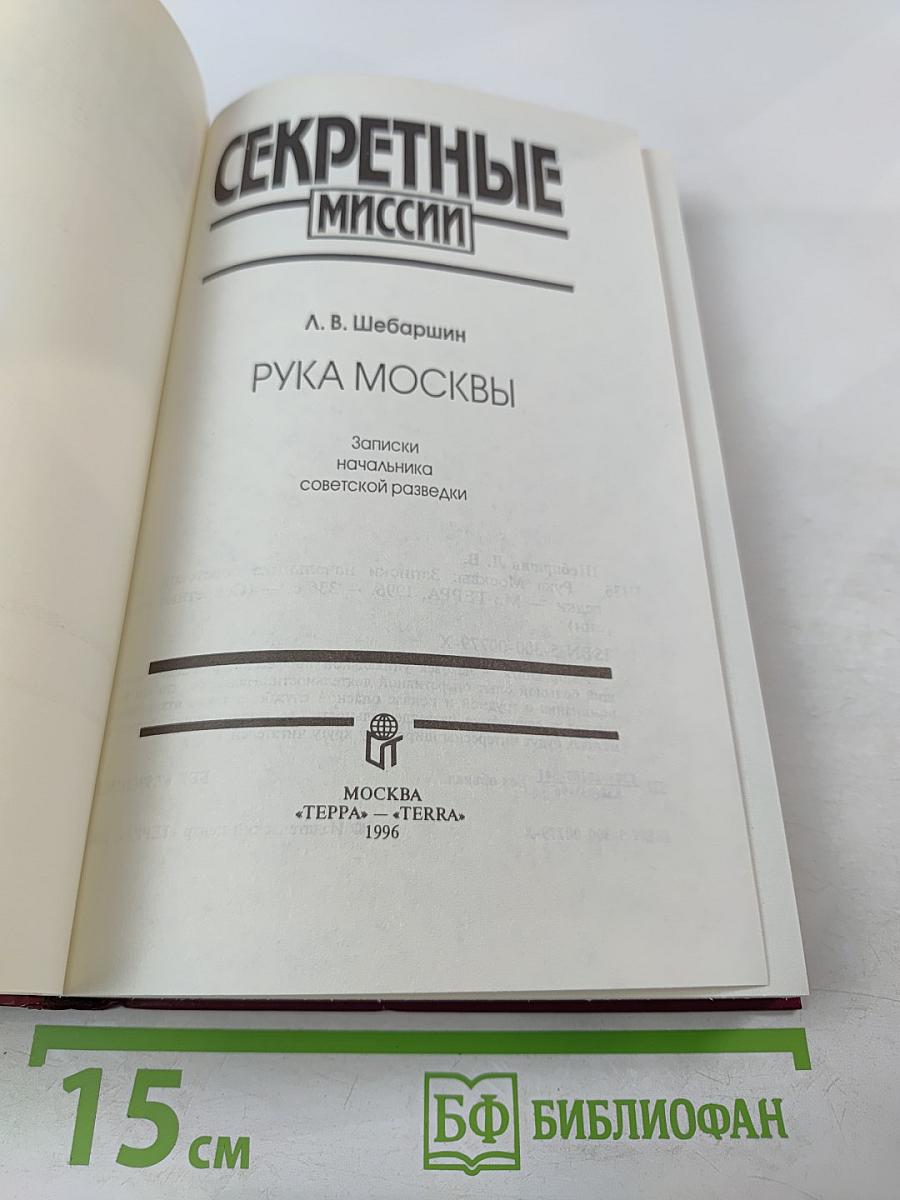 СЕКРЕТНЫЕ
МИССИИ
Л. В. Шебаршин
РУКА МОСКВЫ
Записки
начальника
советской разведки
МОСКВА
«ТЕРРА» — «TERRA»
1996
15 см
БФ БИБЛИОФАН